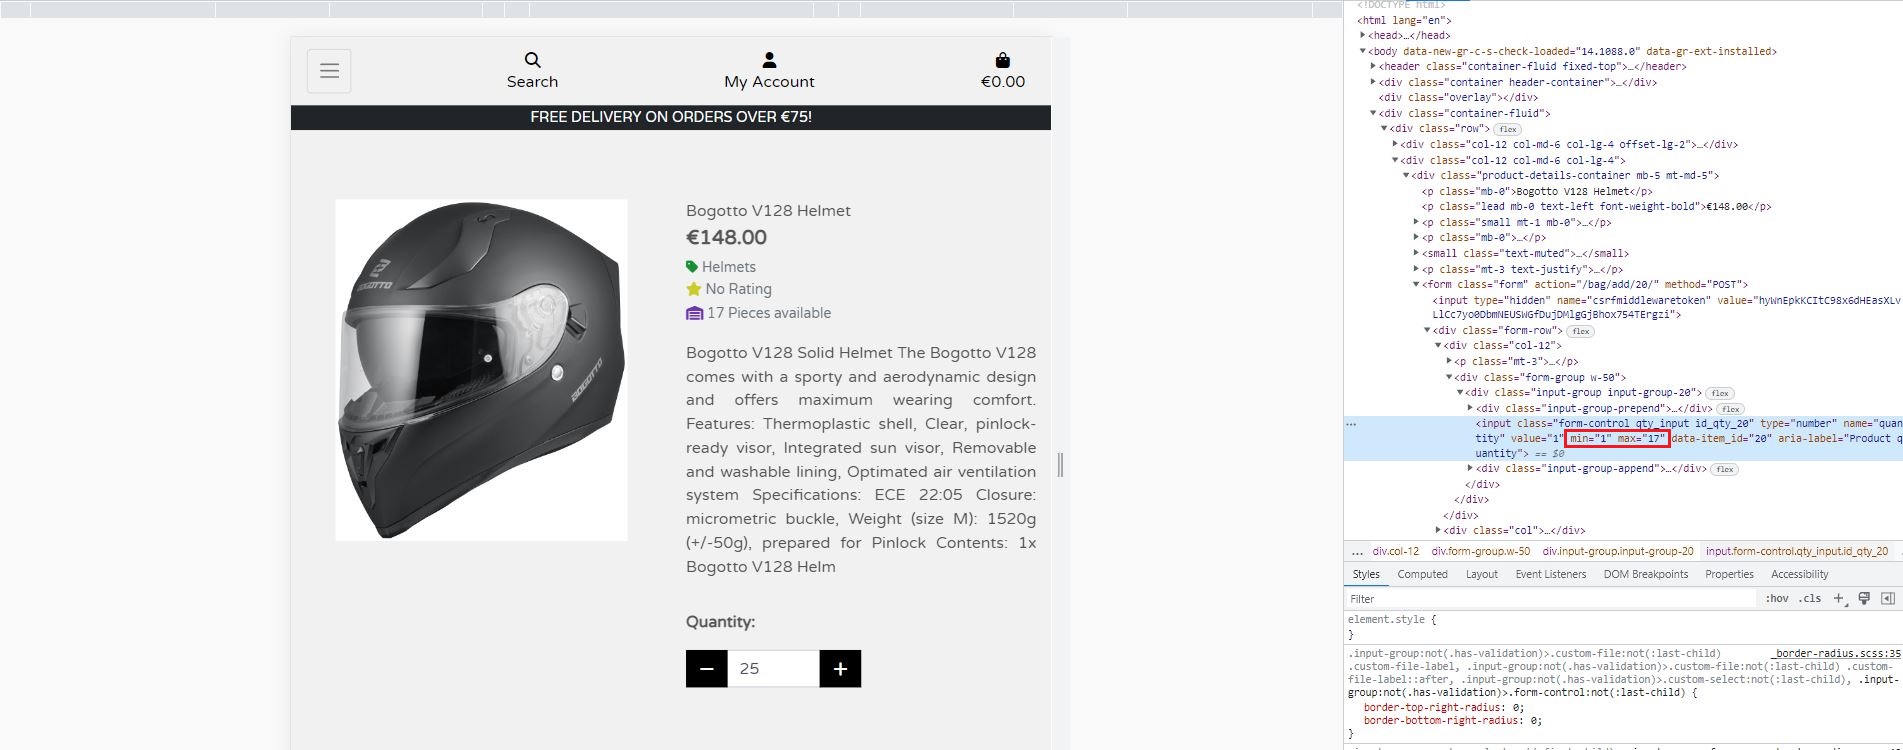 Search
My Account
€0.00
FREE DELIVERY ON ORDERS OVER €75!
BOGOTTO
BOGOTTO
Bogotto V128 Helmet
€148.00
Helmets
No Rating
17 Pieces available
Bogotto V128 Solid Helmet The Bogotto V128
comes with a sporty and aerodynamic design
and offers maximum wearing comfort.
Features: Thermoplastic shell, Clear, pinlock-
ready visor, Integrated sun visor, Removable
and washable lining, Optimated air ventilation
system Specifications: ECE 22:05 Closure:
micrometric buckle, Weight (size M): 1520g
(+/-50g), prepared for Pinlock Contents: 1x
Bogotto V128 Helm
Quantity:
25
<!DOCTYPE html>
<html lang="en">
<head>…</head>
<body data-new-gr-c-s-check-loaded="14.1088.0" data-gr-ext-installed>
<header class="container-fluid fixed-top">…</header>
<div class="container header-container">…</div>
<div class="overlay"></div>
<div class="container-fluid">
<div class="row"> flex
<div class="col-12 col-md-6 col-lg-4 offset-lg-2">…</div>
<div class="col-12 col-md-6 col-lg-4">
<div class="product-details-container mb-5 mt-md-5">
<p class="mb-0">Bogotto V128 Helmet</p>
<p class="lead mb-0 text-left font-weight-bold">€148.00</p>
<p class="small mt-1 mb-0">…</p>
<p class="mb-0">…</p>
<small class="text-muted">…</small>
<p class="mt-3 text-justify">…</p>
<form class="form" action="/bag/add/20/" method="POST">
<input type="hidden" name="csrfmiddlewaretoken" value=
<div class="form-row"> flex
<div class="col-12">
<p class="mt-3">…</p>
<div class="form-group w-50">
<div class="input-group input-group-20"> flex
<div class="input-group-prepend">…</div> flex
… <input class="form-control qty_input id_qty_20" type="number" name="quan
tity" value="1" min="1" max="17" data-item_id="20" aria-label="Product q
uantity"> == $0
<div class="input-group-append">…</div> flex
</div>
</div>
</div>
<div class="col">…</div>
… div.col-12 div.form-group.w-50 div.input-group.input-group-20 input.form-control.qty_input.id_qty_20
Styles Computed Layout Event Listeners DOM Breakpoints Properties Accessibility
Filter :hov .cls +
element.style {
}
.input-group:not(.has-validation)>.custom-file:not(:last-child) _border-radius.scss:35
.custom-file-label, .input-group:not(.has-validation)>.custom-file:not(:last-child) .custom-
file-label::after, .input-group:not(.has-validation)>.custom-select:not(:last-child), .input-
group:not(.has-validation)>.form-control:not(:last-child) {
border-top-right-radius: 0;
border-bottom-right-radius: 0;
}